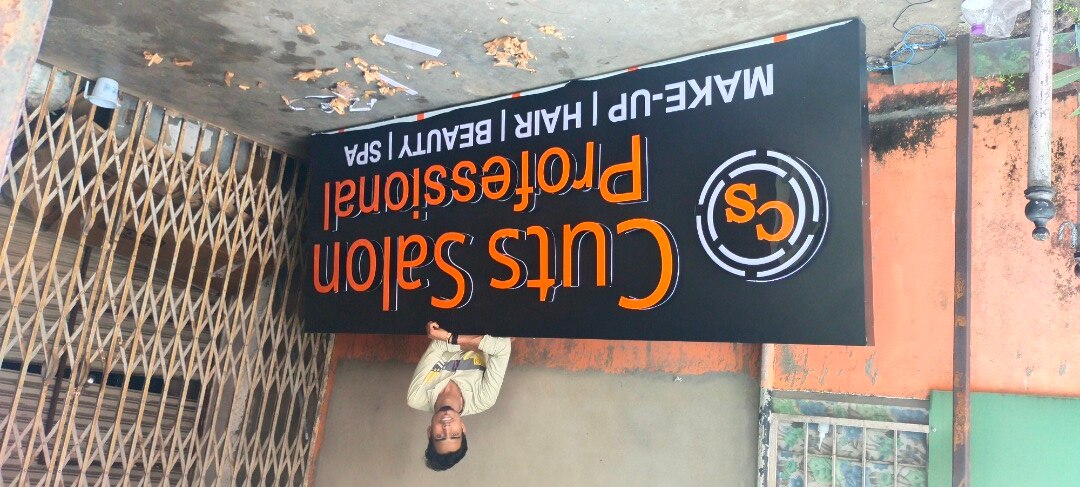 CS
Cuts Salon
Professional
MAKE-UP | HAIR | BEAUTY | SPA